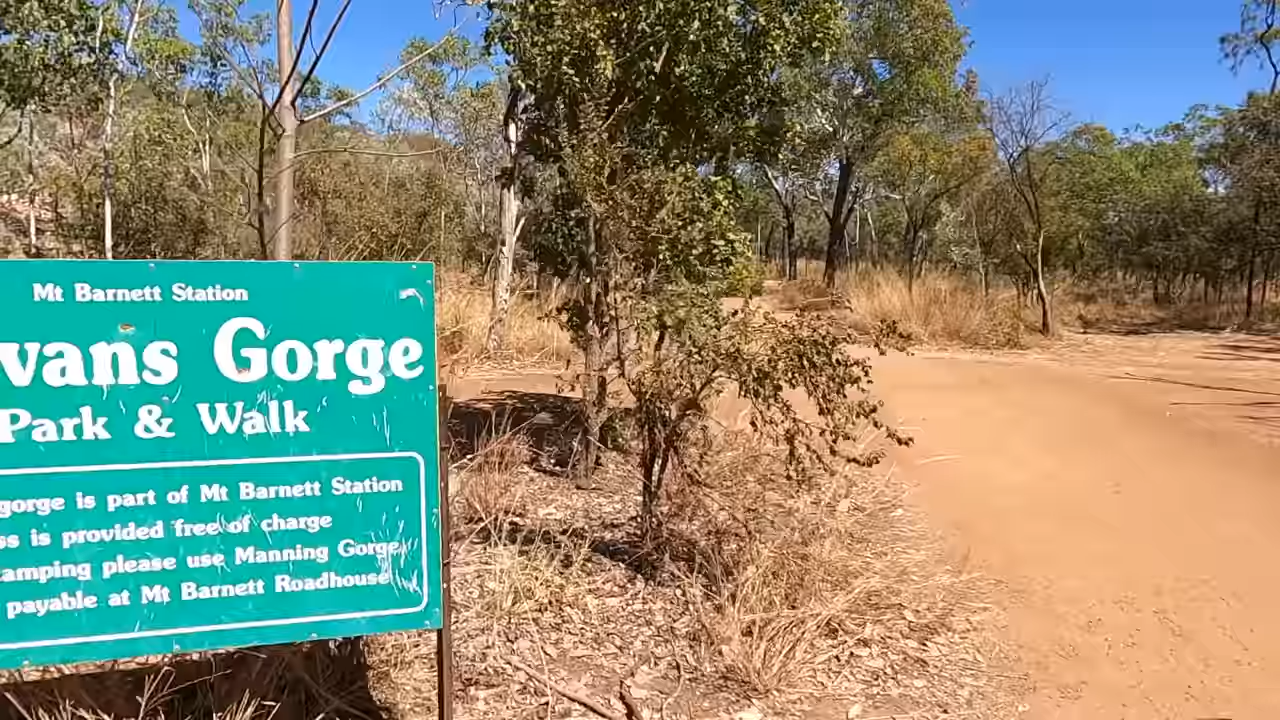 Mt Barnett Station
vans Gorge
Park & Walk
gorge is part of Mt Barnett Station
ss is provided free of charge
amping please use Manning Gorge
payable at Mt Barnett Roadhouse